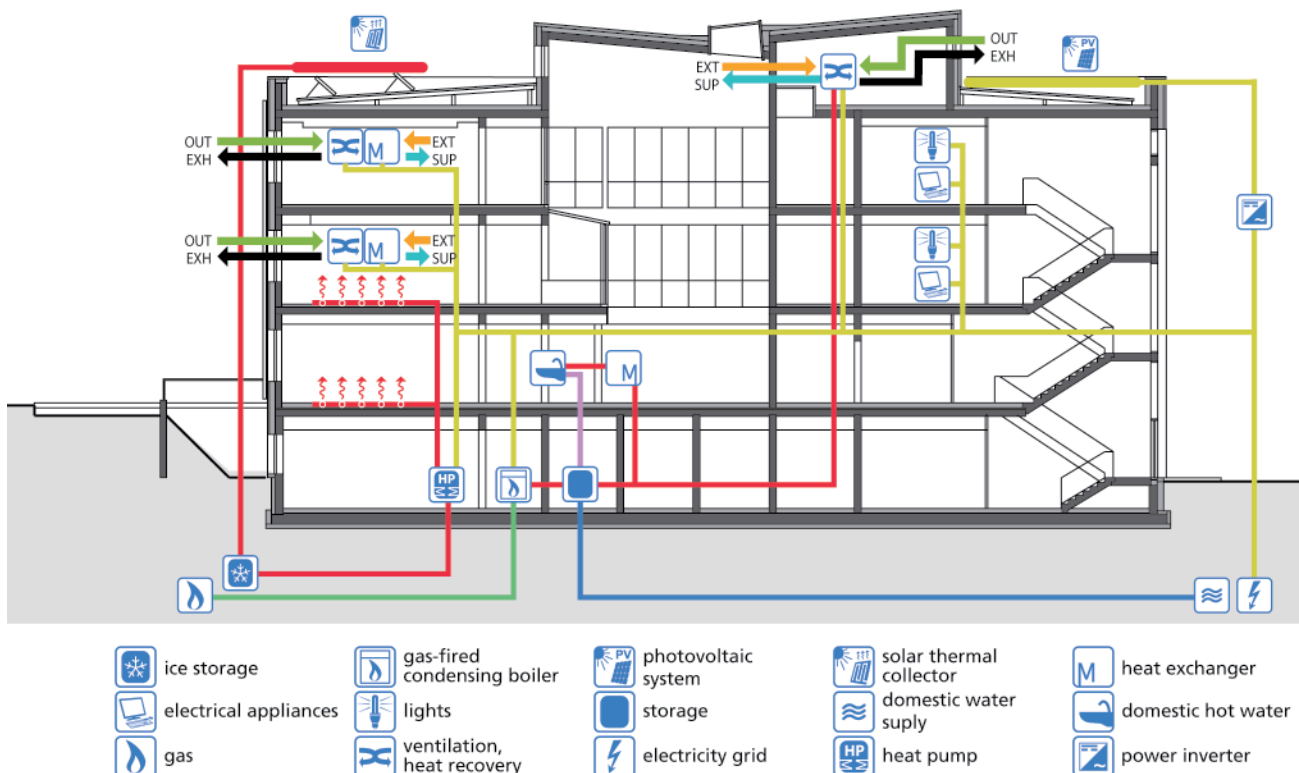 PV
OUT
EXH
EXT
SUP
OUT
EXH
M
EXT
SUP
OUT
EXH
M
EXT
SUP
M
HP
ice storage
gas-fired
condensing boiler
PV
photovoltaic
system
solar thermal
collector
M
heat exchanger
electrical appliances
lights
storage
domestic water
suply
domestic hot water
gas
ventilation,
heat recovery
electricity grid
HP
heat pump
power inverter